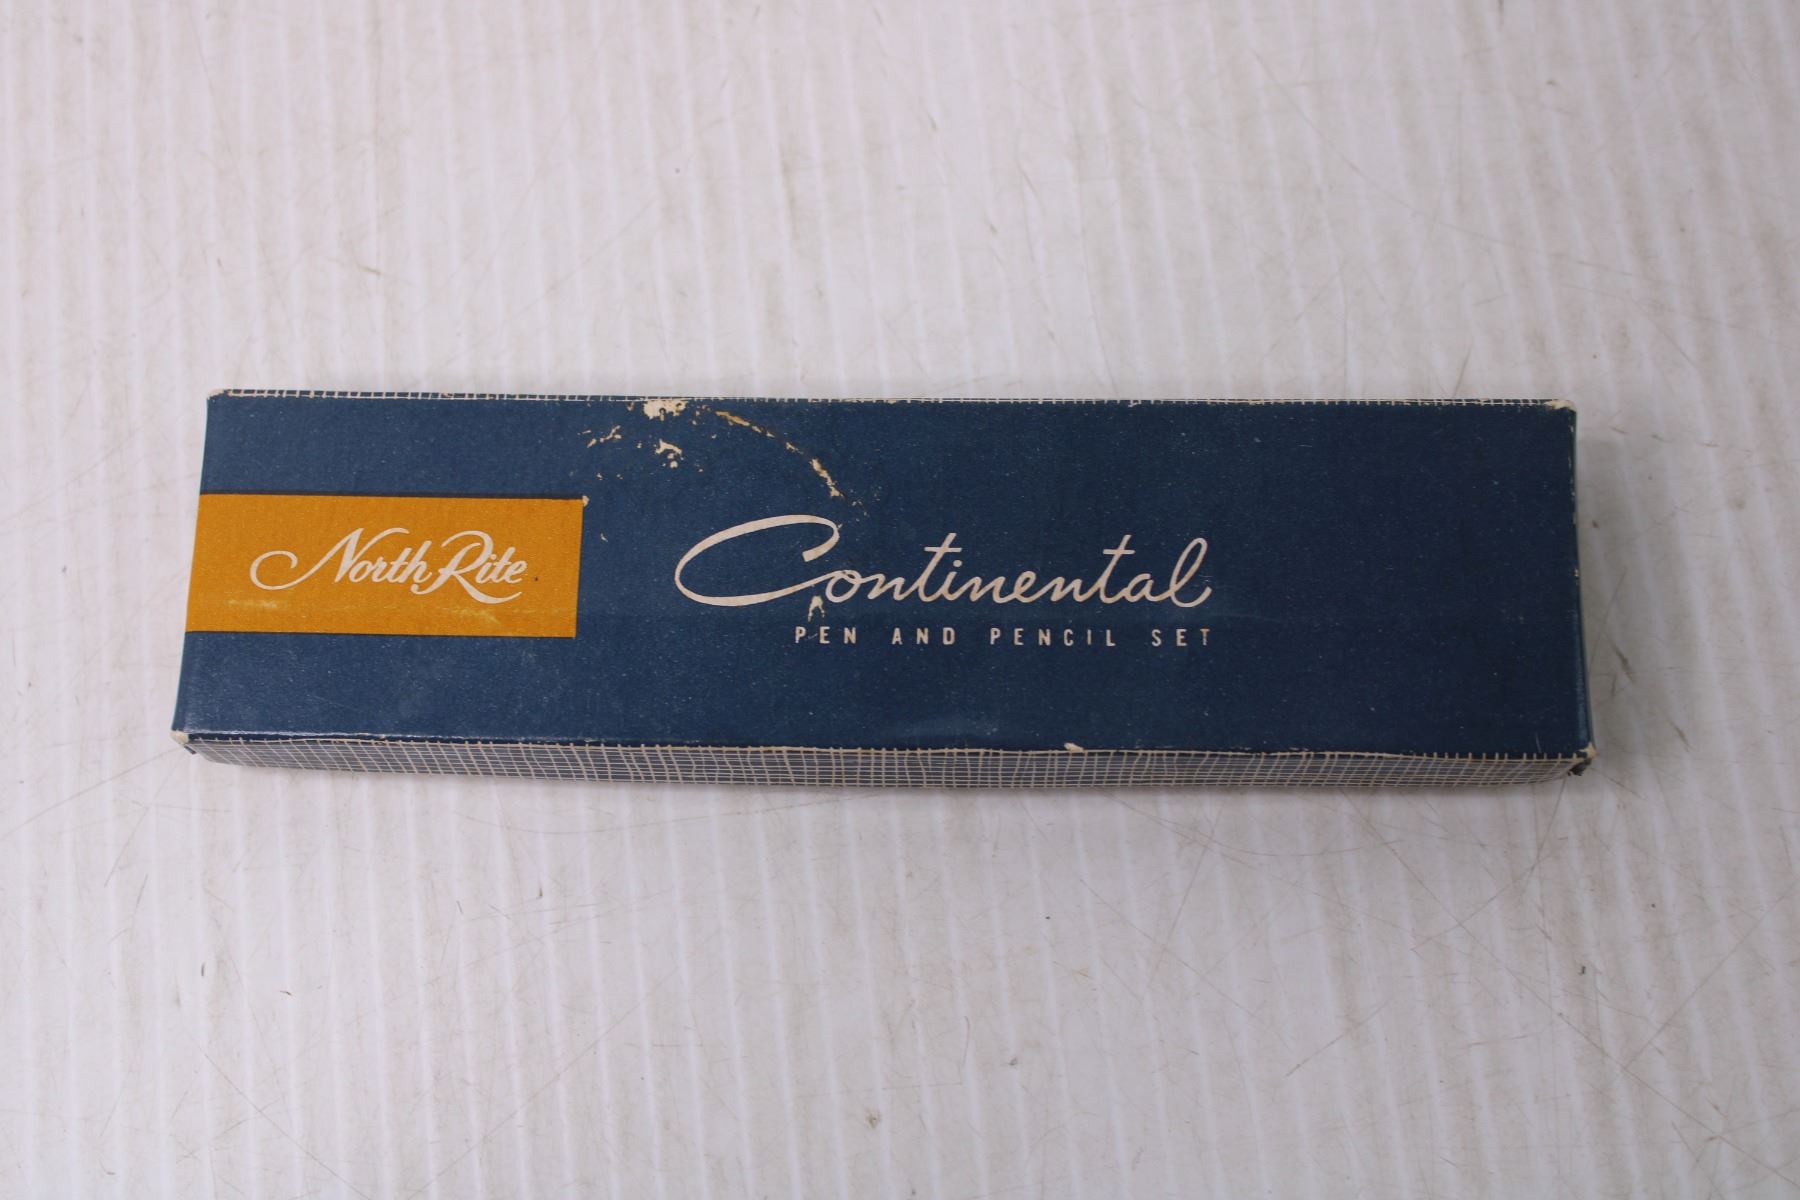 North Rite
Continental
PEN AND PENCIL SET